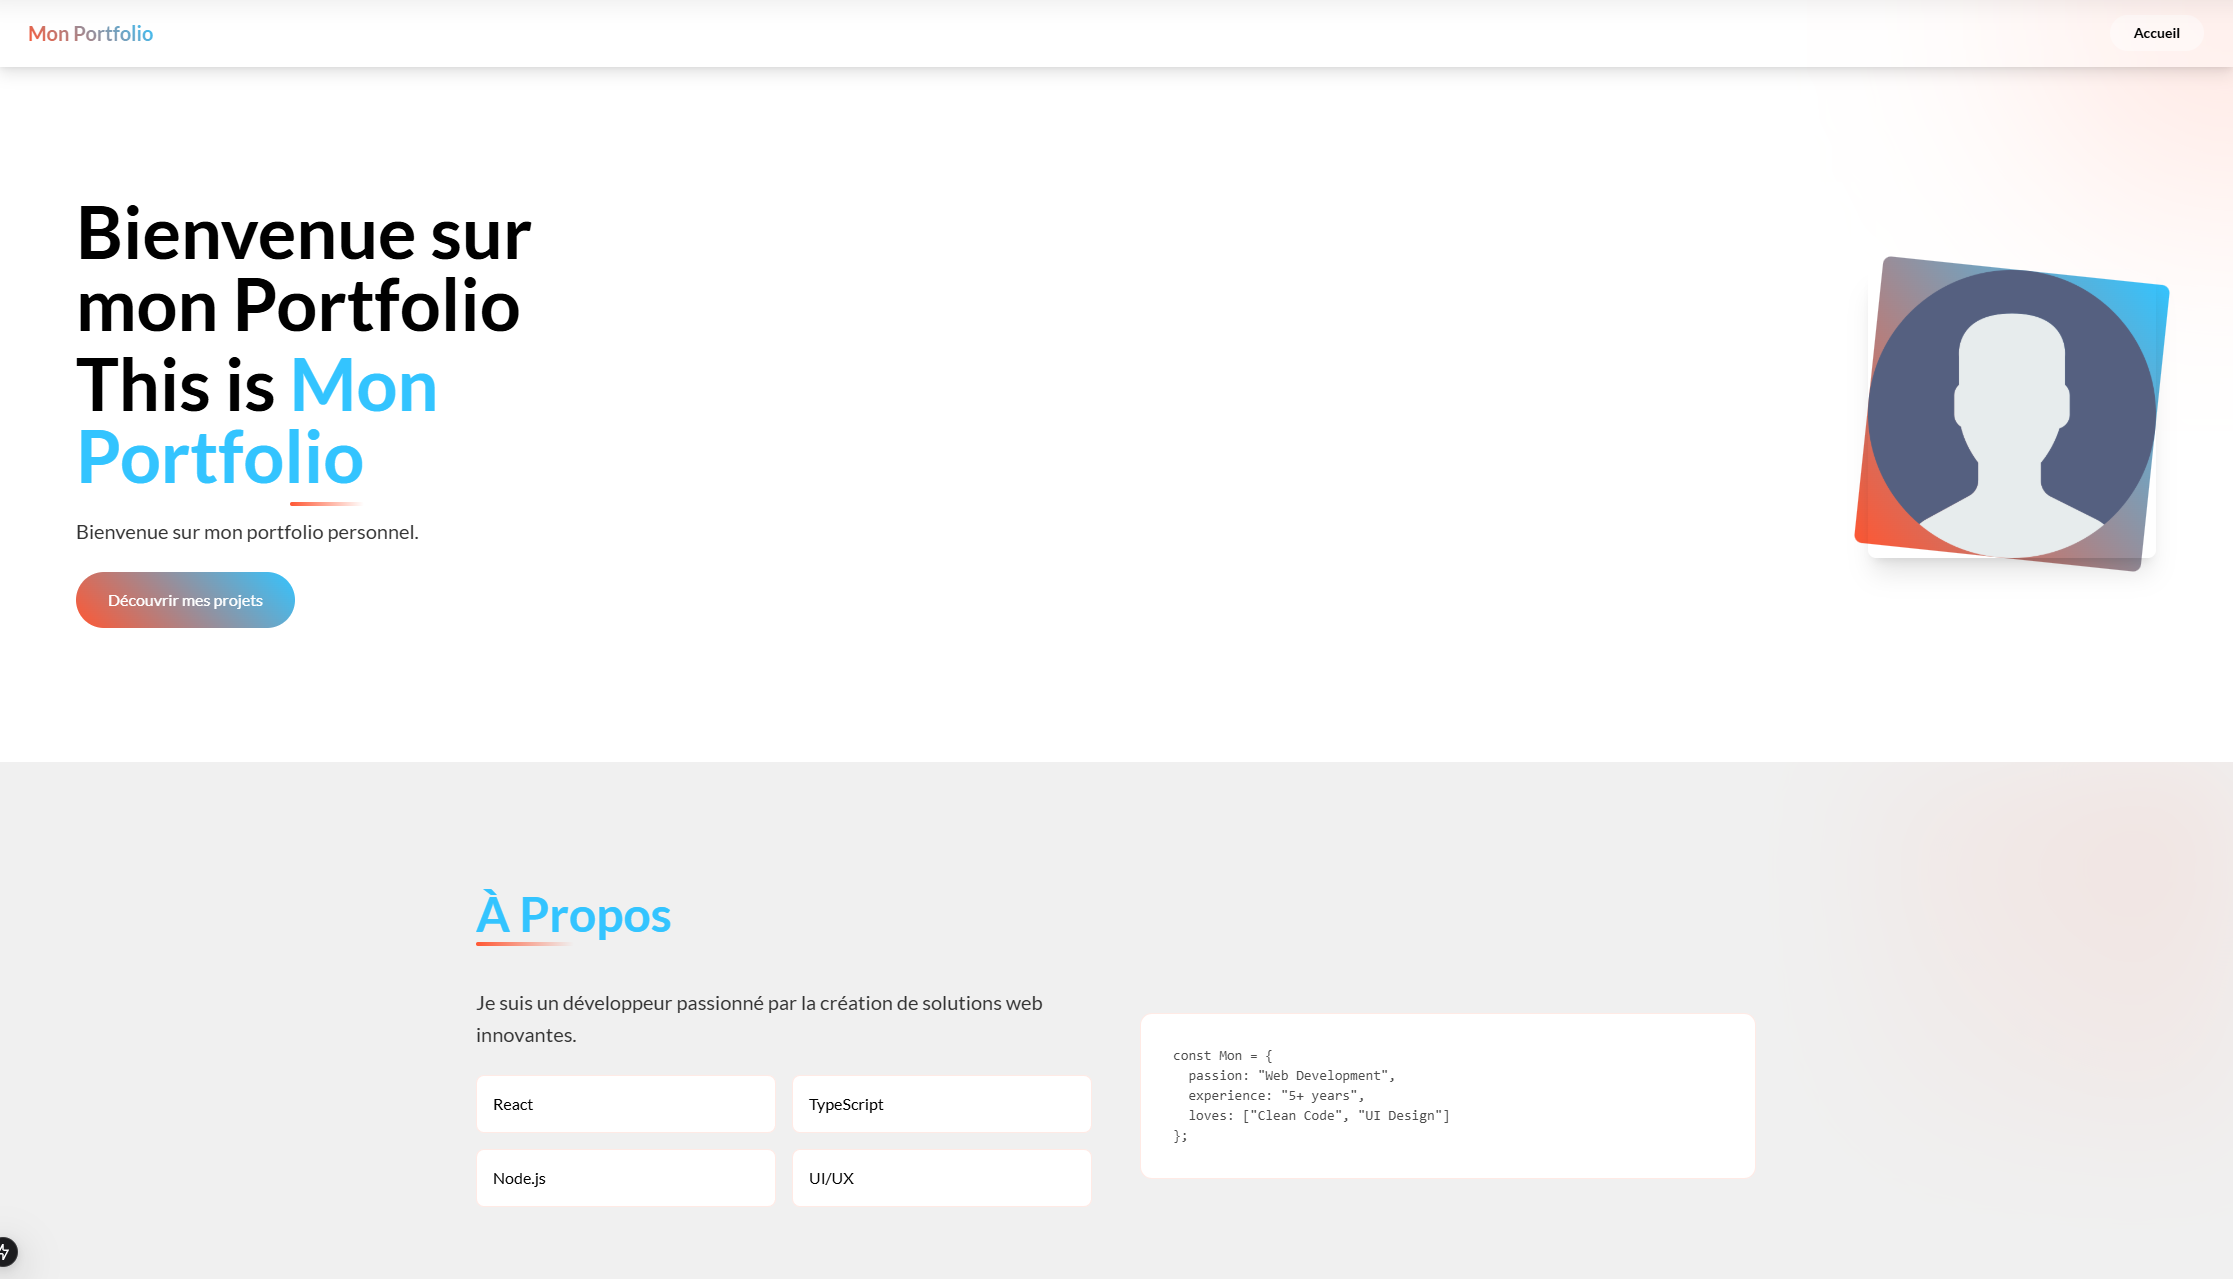 Mon Portfolio
Accueil
Bienvenue sur
mon Portfolio
This is Mon
Portfolio
Bienvenue sur mon portfolio personnel.
Découvrir mes projets
À Propos
Je suis un développeur passionné par la création de solutions web
innovantes.
React
TypeScript
Node.js
UI/UX
const Mon = {
  passion: "Web Development",
  experience: "5+ years",
  loves: ["Clean Code", "UI Design"]
};